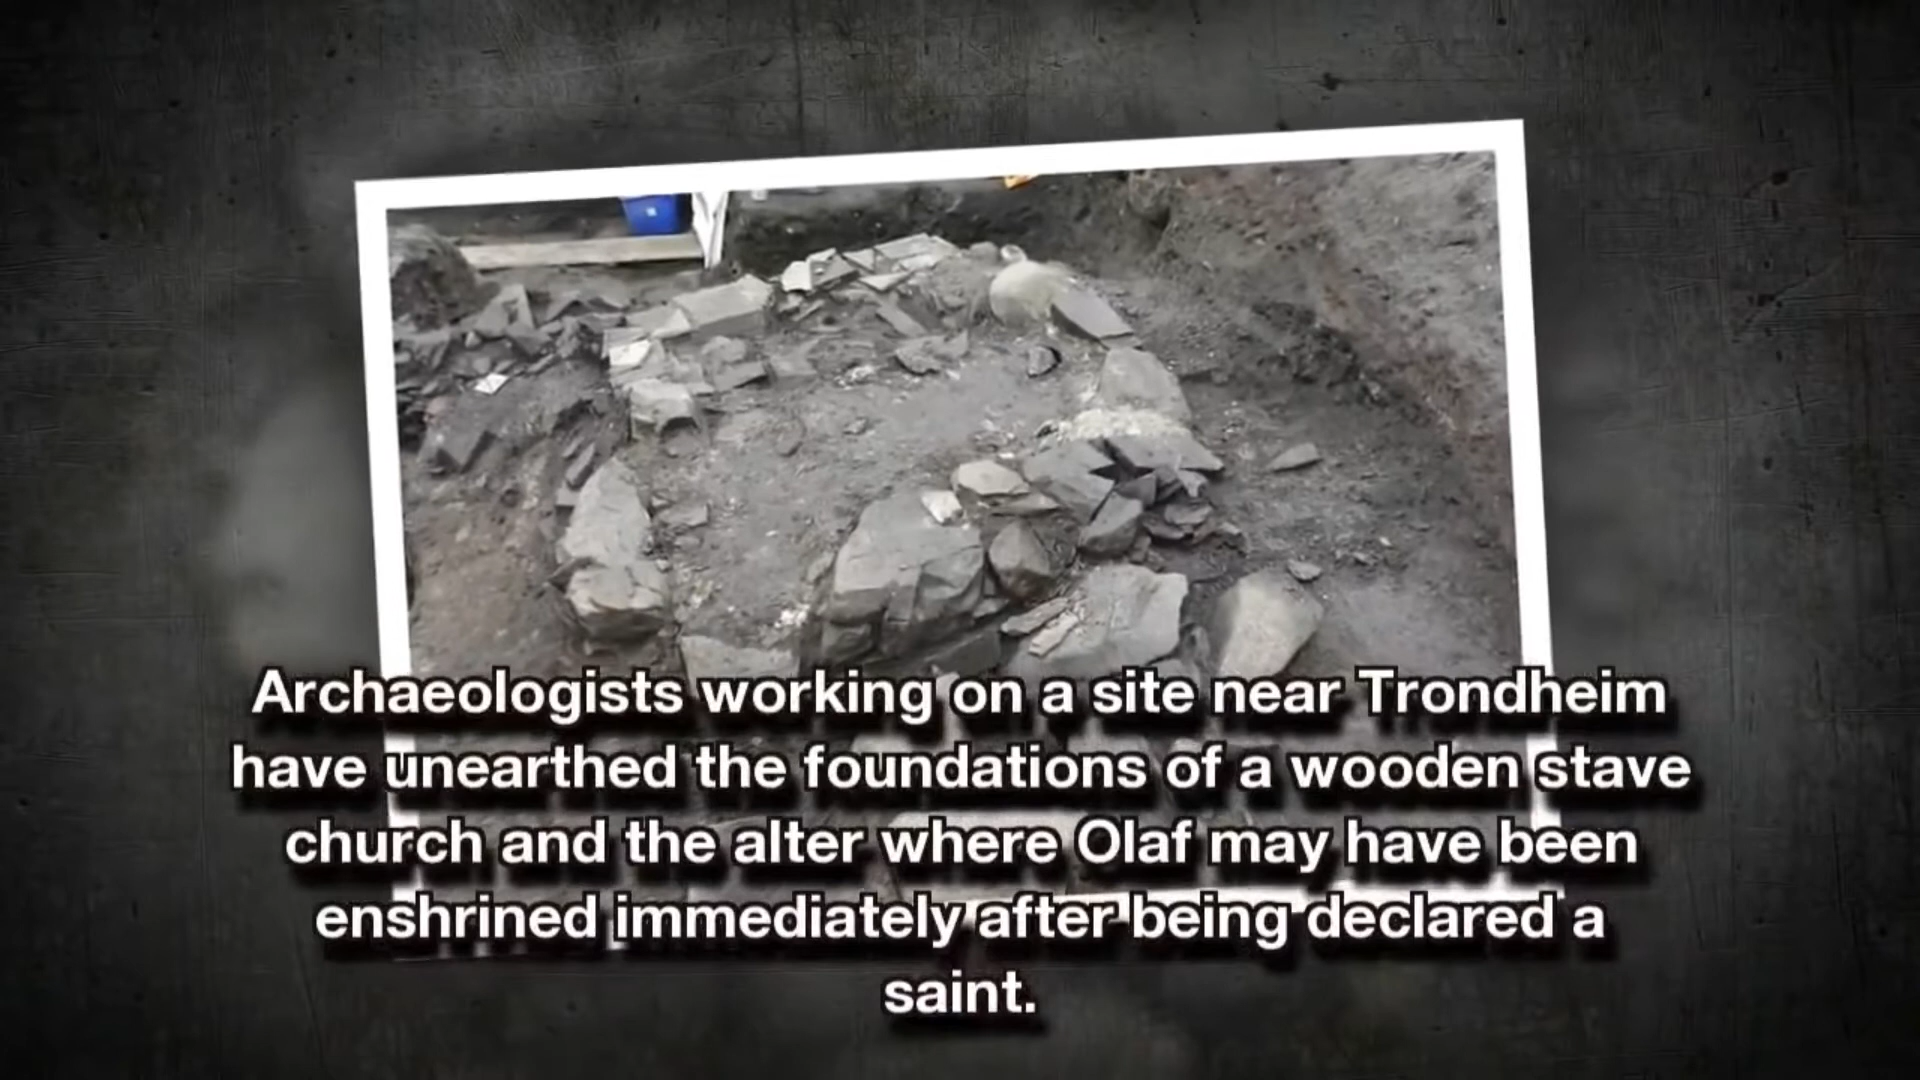 Archaeologists working on a site near Trondheim
have unearthed the foundations of a wooden stave
church and the alter where Olaf may have been
enshrined immediately after being declared a
saint.